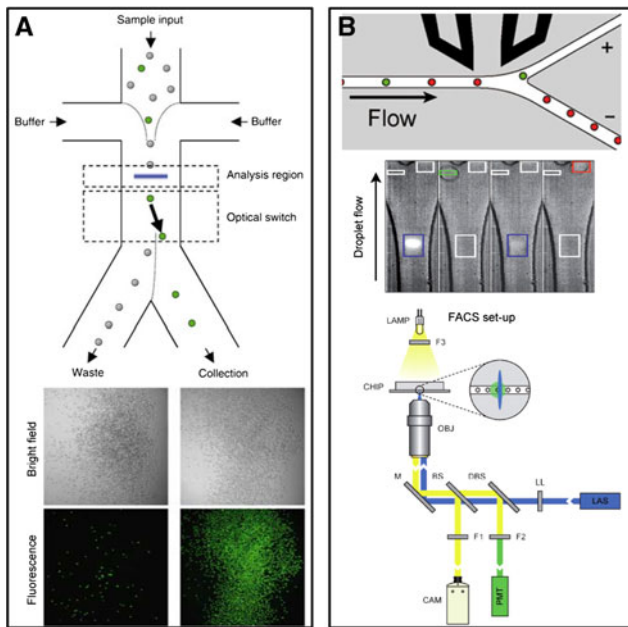 A
Sample input
Buffer
Buffer
Analysis region
Optical switch
Waste
Collection
Bright field
Fluorescence
B
+
−
Flow
Droplet flow
FACS set-up
LAMP
F3
CHIP
OBJ
M
BS
DBS
LL
LAS
F1
F2
CAM
PMT